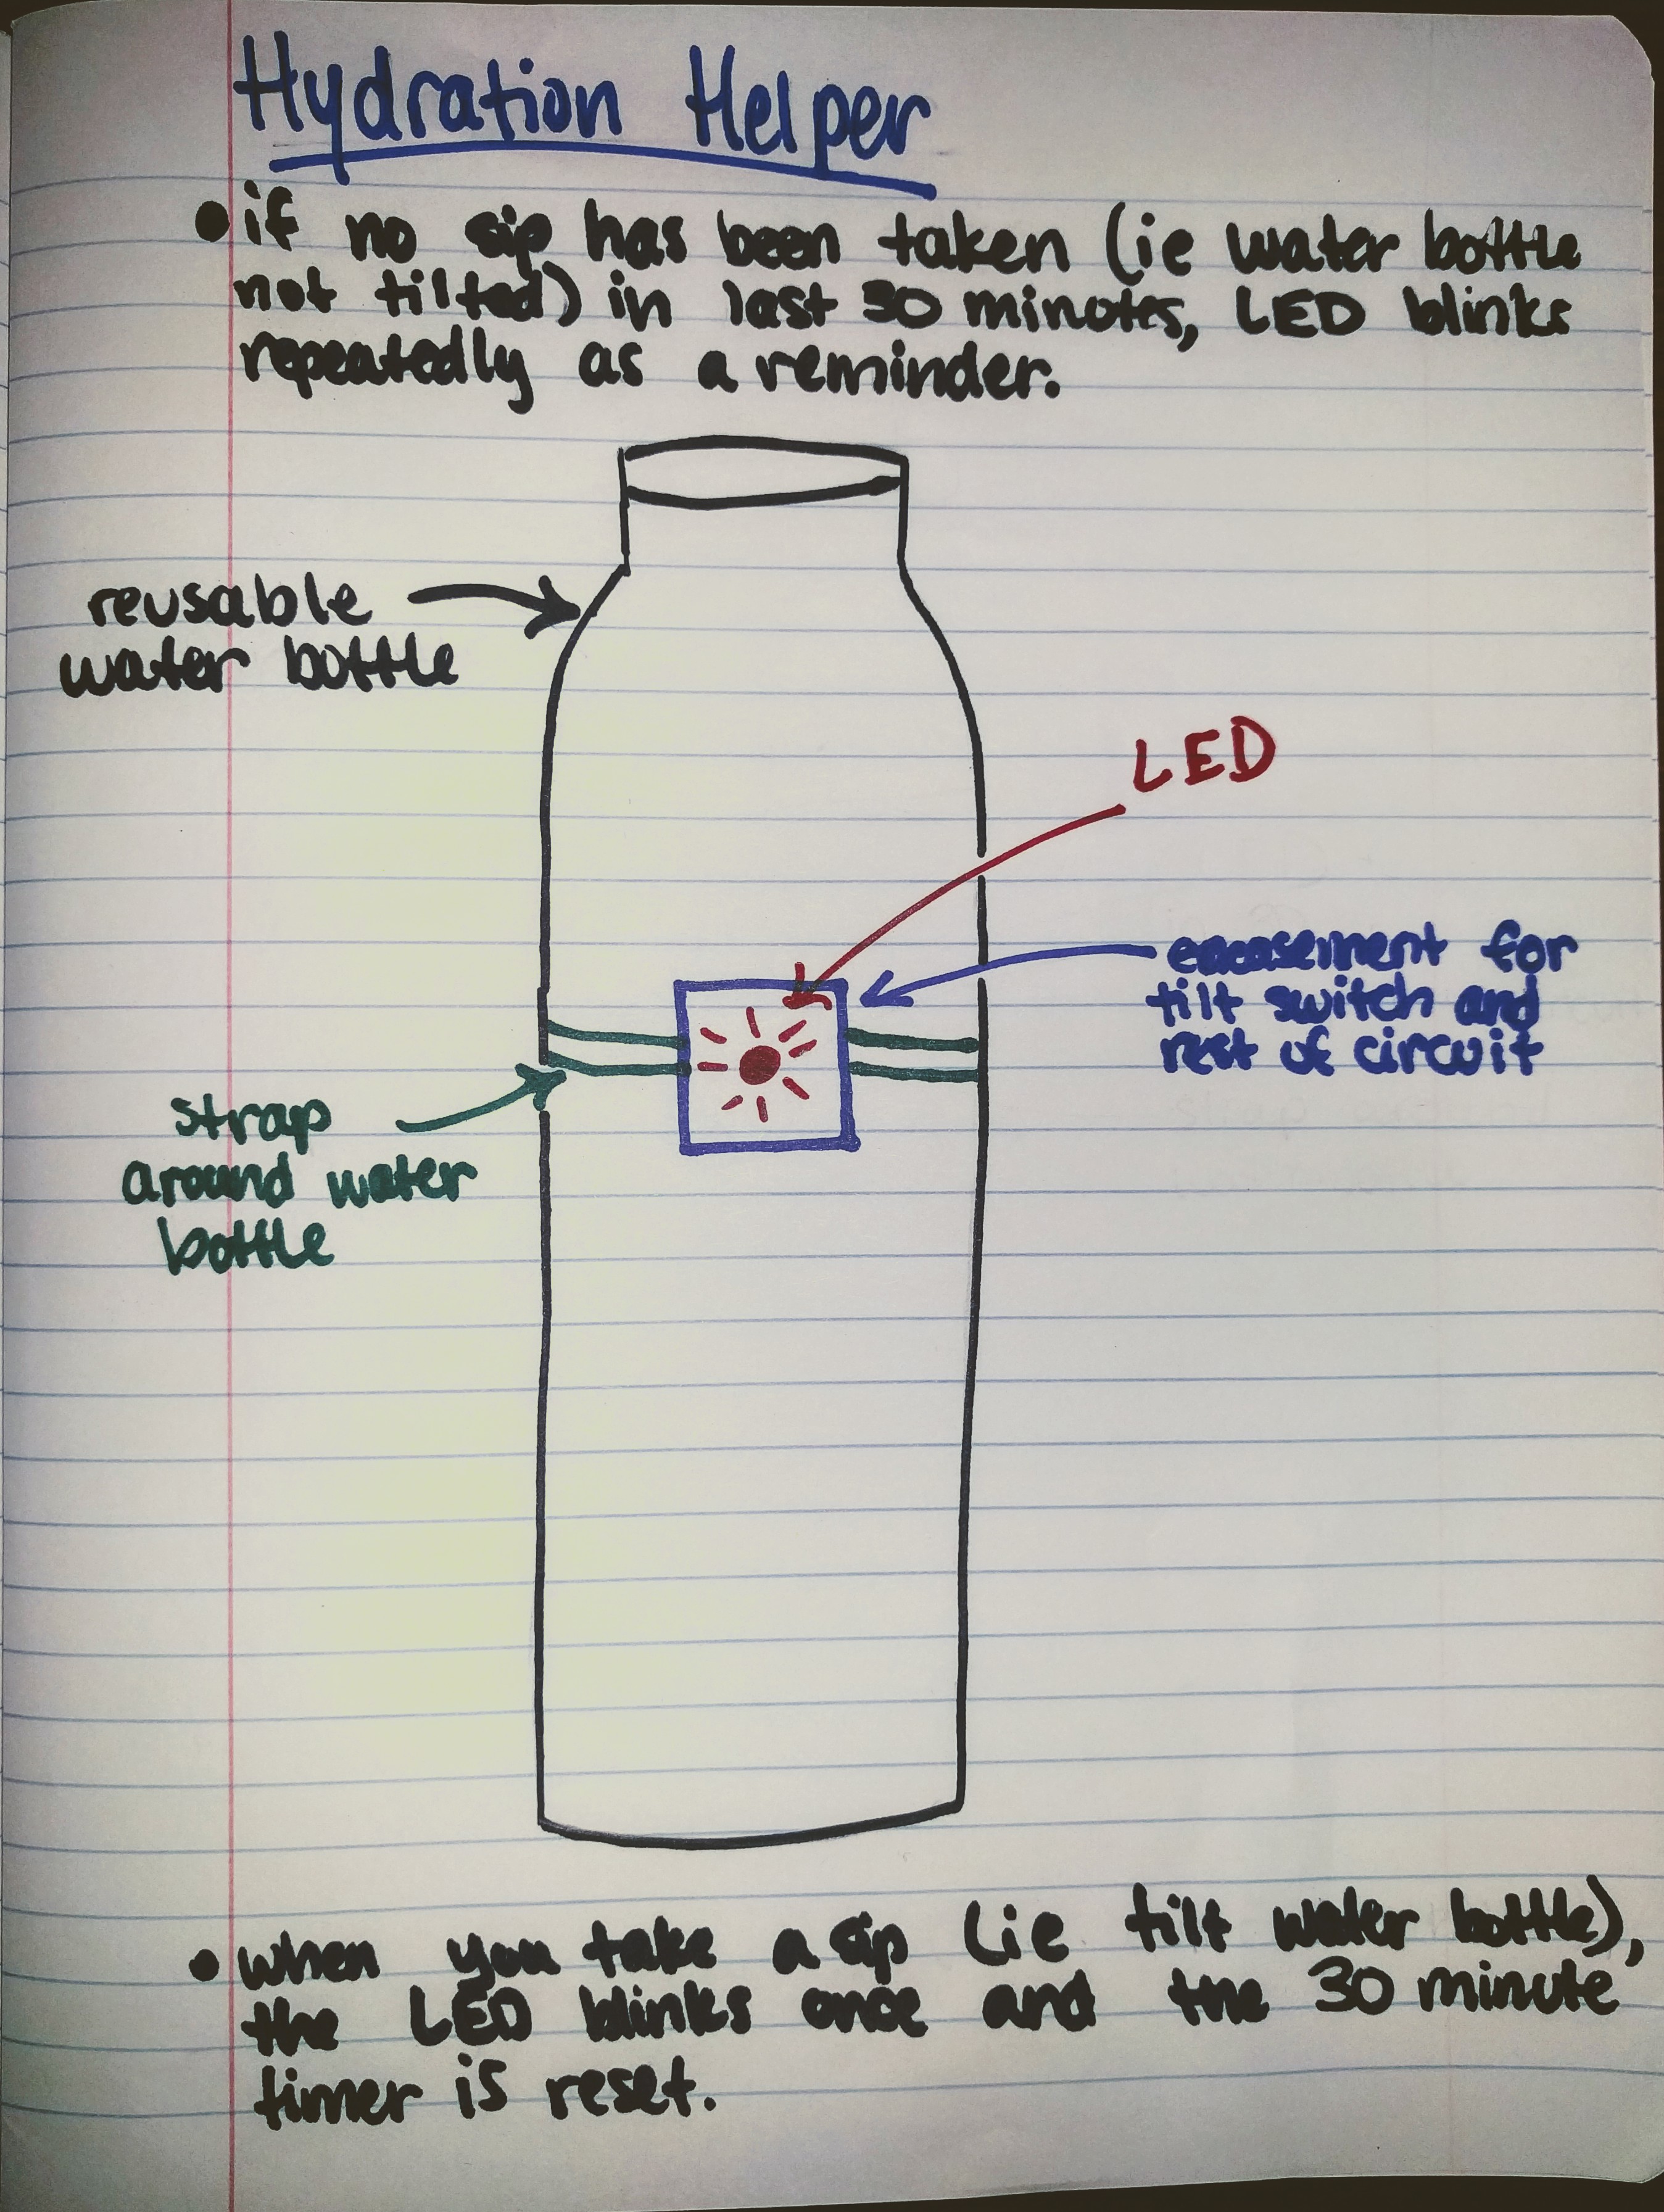 Hydration Helper
• if no sip has been taken (ie water bottle
not tilted) in last 30 minutes, LED blinks
repeatedly as a reminder.
reusable
water bottle
LED
encasement for
tilt switch and
rest of circuit
strap
around water
bottle
• when you take a sip (ie tilt water bottle),
the LED blinks once and the 30 minute
timer is reset.